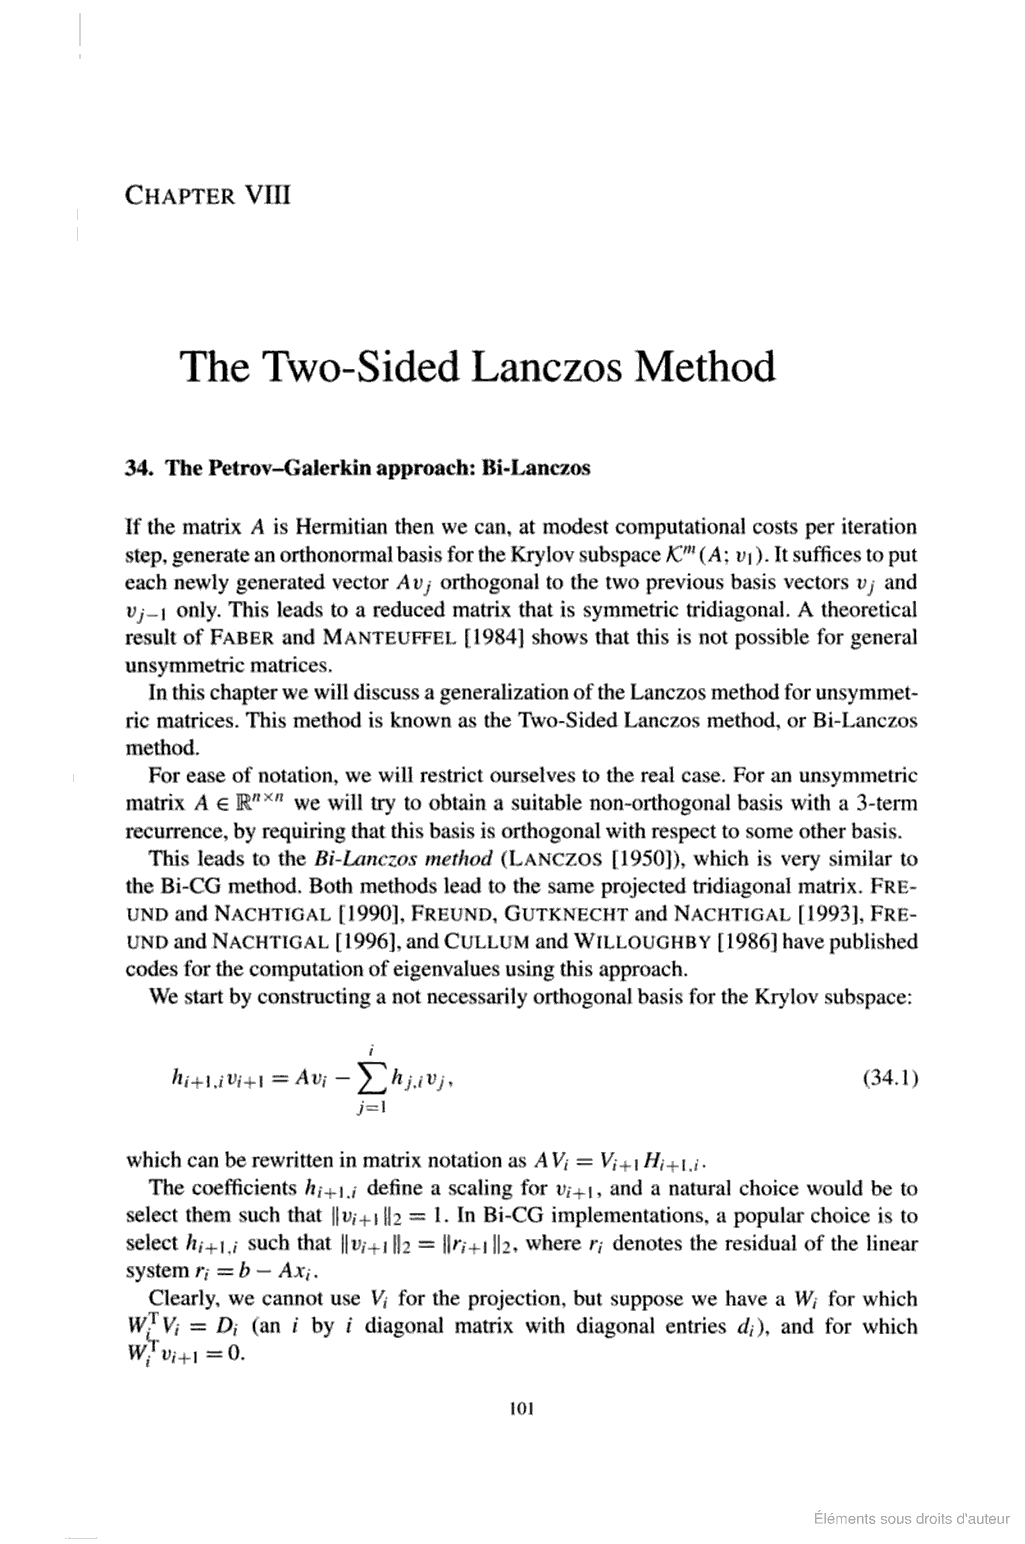 CHAPTER VIII
The Two-Sided Lanczos Method
34. The Petrov–Galerkin approach: Bi-Lanczos
If the matrix A is Hermitian then we can, at modest computational costs per iteration
step, generate an orthonormal basis for the Krylov subspace 𝒦ᵐ(A; v₁). It suffices to put
each newly generated vector Avⱼ orthogonal to the two previous basis vectors vⱼ and
vⱼ₋₁ only. This leads to a reduced matrix that is symmetric tridiagonal. A theoretical
result of FABER and MANTEUFFEL [1984] shows that this is not possible for general
unsymmetric matrices.
In this chapter we will discuss a generalization of the Lanczos method for unsymmet-
ric matrices. This method is known as the Two-Sided Lanczos method, or Bi-Lanczos
method.
For ease of notation, we will restrict ourselves to the real case. For an unsymmetric
matrix A ∈ ℝⁿˣⁿ we will try to obtain a suitable non-orthogonal basis with a 3-term
recurrence, by requiring that this basis is orthogonal with respect to some other basis.
This leads to the Bi-Lanczos method (LANCZOS [1950]), which is very similar to
the Bi-CG method. Both methods lead to the same projected tridiagonal matrix. FRE-
UND and NACHTIGAL [1990], FREUND, GUTKNECHT and NACHTIGAL [1993], FRE-
UND and NACHTIGAL [1996], and CULLUM and WILLOUGHBY [1986] have published
codes for the computation of eigenvalues using this approach.
We start by constructing a not necessarily orthogonal basis for the Krylov subspace:
h_{i+1,i} v_{i+1} = Av_i − ∑_{j=1}^{i} h_{j,i} v_j, (34.1)
which can be rewritten in matrix notation as AV_i = V_{i+1} H_{i+1,i}.
The coefficients h_{i+1,i} define a scaling for v_{i+1}, and a natural choice would be to
select them such that ‖v_{i+1}‖₂ = 1. In Bi-CG implementations, a popular choice is to
select h_{i+1,i} such that ‖v_{i+1}‖₂ = ‖r_{i+1}‖₂, where r_i denotes the residual of the linear
system r_i = b − Ax_i.
Clearly, we cannot use V_i for the projection, but suppose we have a W_i for which
W_i^T V_i = D_i (an i by i diagonal matrix with diagonal entries d_i), and for which
W_i^T v_{i+1} = 0.
101
Éléments sous droits d'auteur